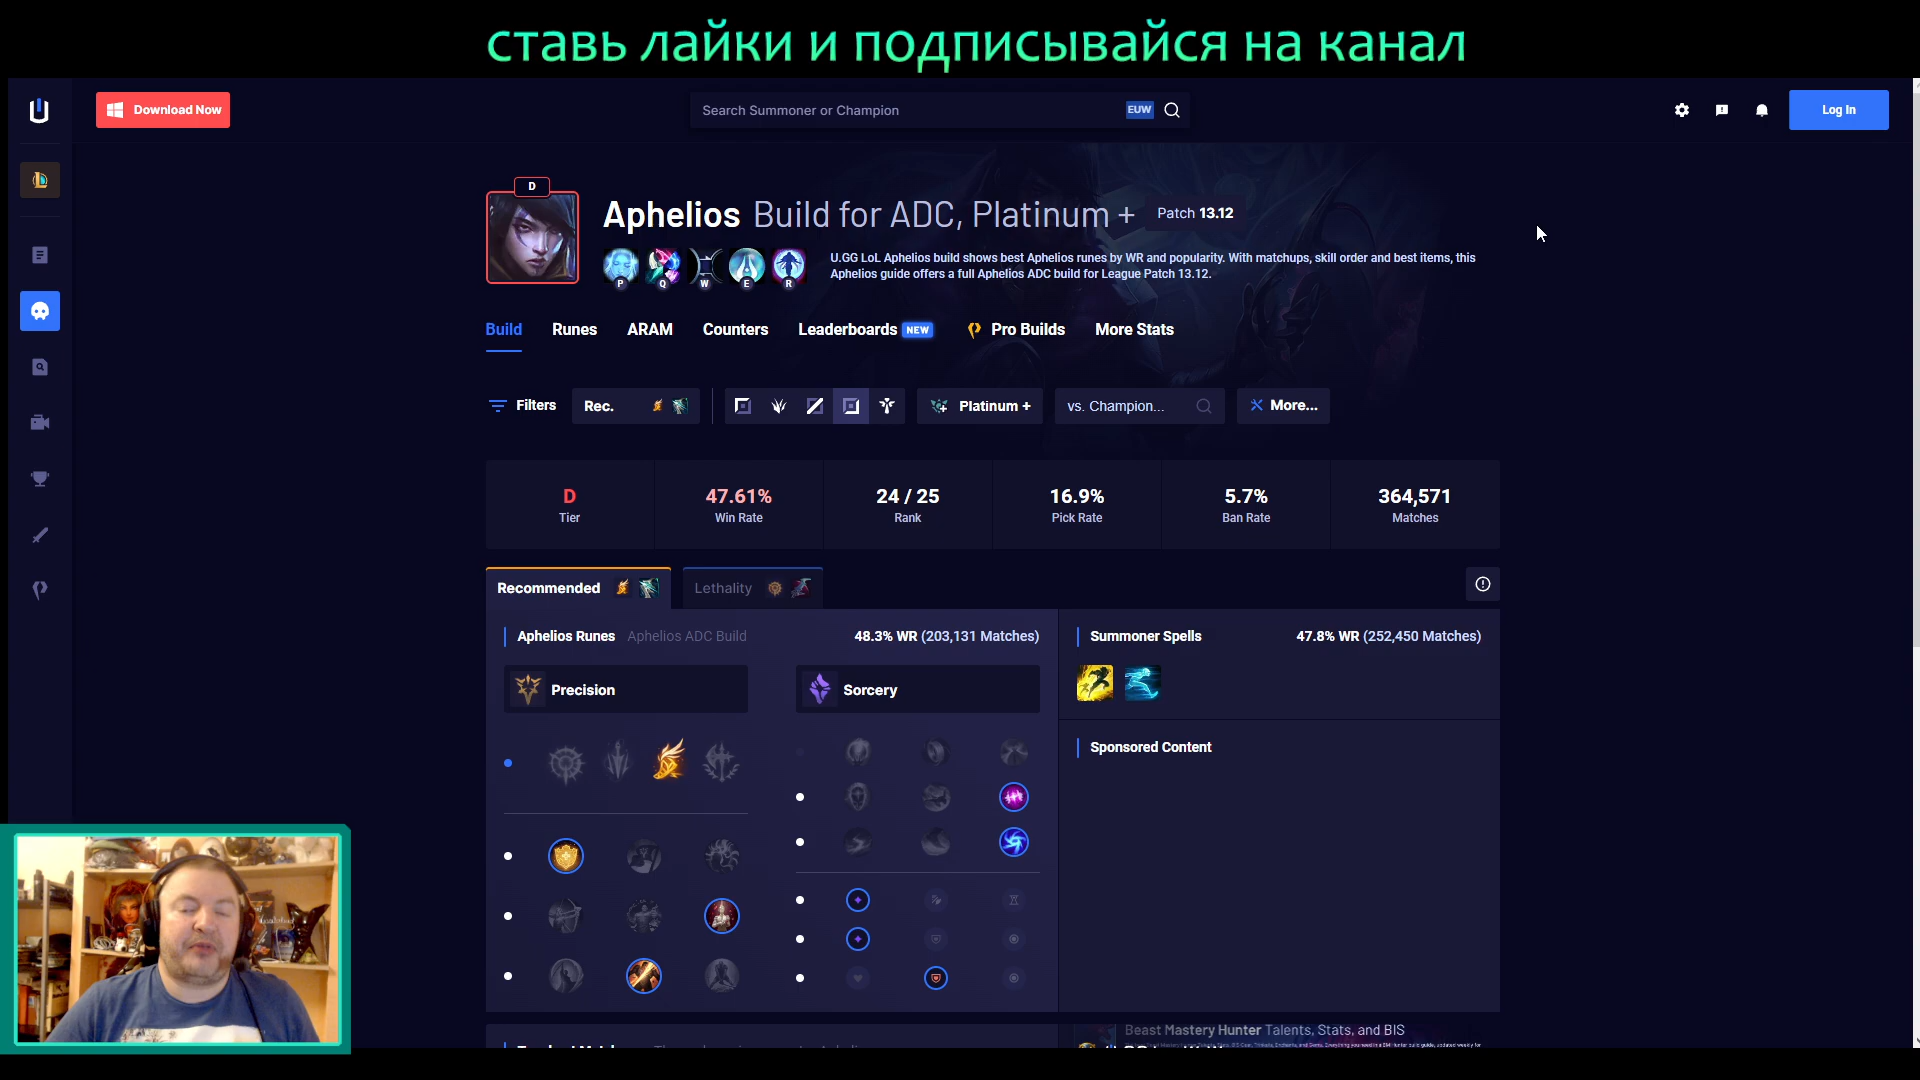 ставь лайки и подписывайся на канал
Download Now
Search Summoner or Champion
EUW
Log In
D
Aphelios Build for ADC, Platinum +
Patch 13.12
P Q W E R
U.GG LoL Aphelios build shows best Aphelios runes by WR and popularity. With matchups, skill order and best items, this
Aphelios guide offers a full Aphelios ADC build for League Patch 13.12.
Build Runes ARAM Counters Leaderboards NEW Pro Builds More Stats
Filters Rec. Platinum + vs. Champion... More...
D 47.61% 24 / 25 16.9% 5.7% 364,571
Tier Win Rate Rank Pick Rate Ban Rate Matches
Recommended Lethality
Aphelios Runes Aphelios ADC Build 48.3% WR (203,131 Matches)
Summoner Spells 47.8% WR (252,450 Matches)
Precision Sorcery
Sponsored Content
Beast Mastery Hunter Talents, Stats, and BIS